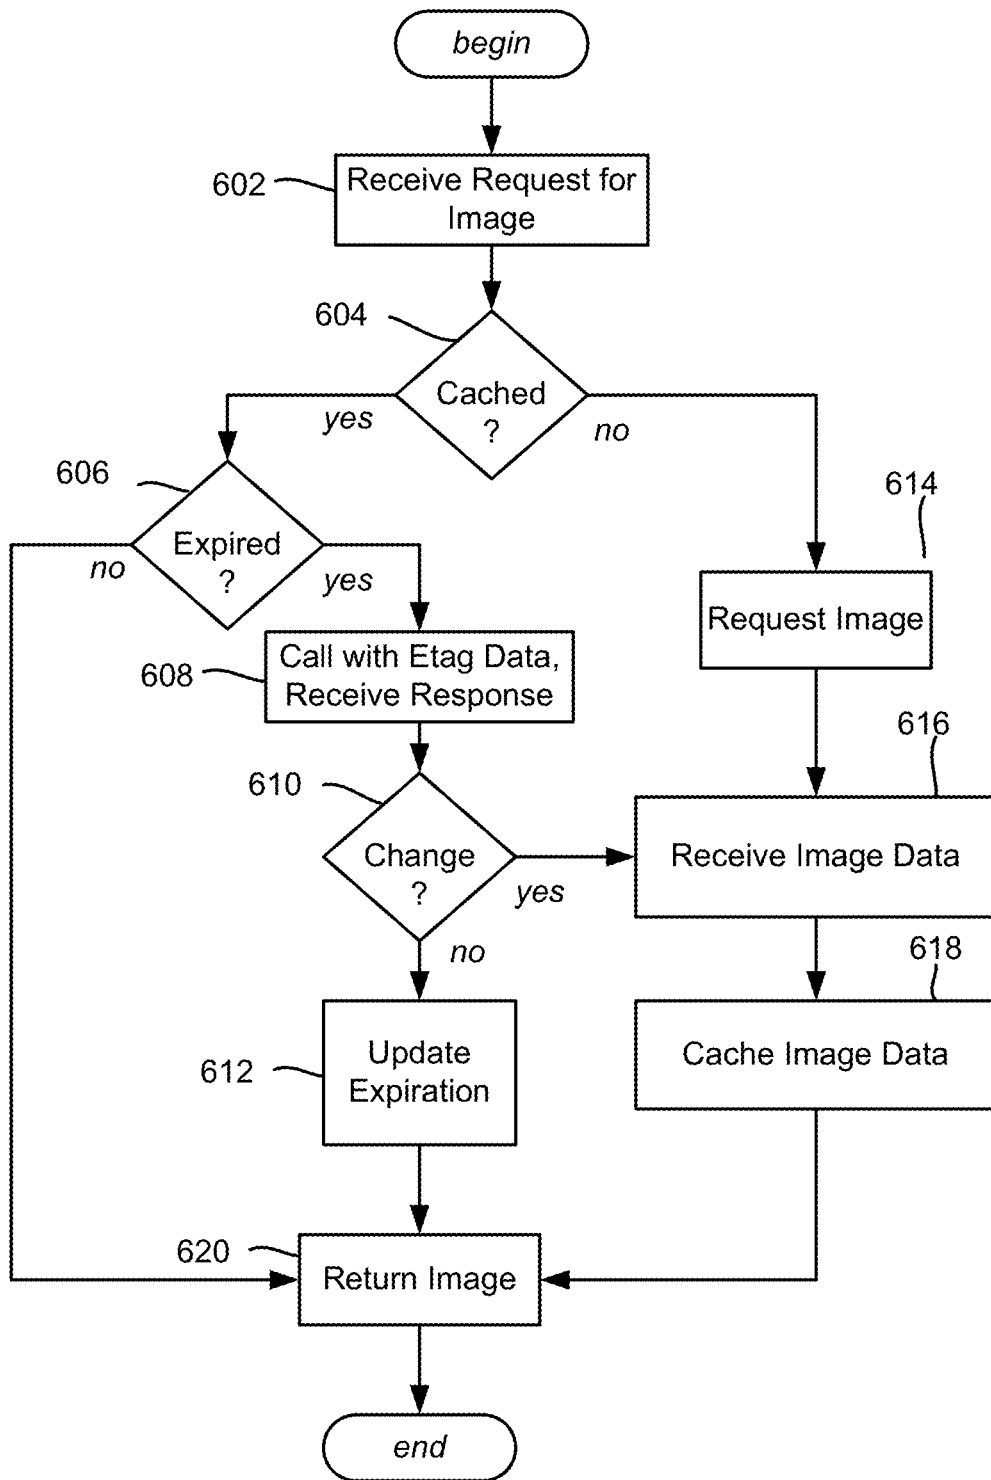 begin
602
Receive Request for
Image
604
Cached
?
yes
no
606
Expired
?
no
yes
614
Request Image
608
Call with Etag Data,
Receive Response
616
Receive Image Data
610
Change
?
yes
no
618
Cache Image Data
612
Update
Expiration
620
Return Image
end